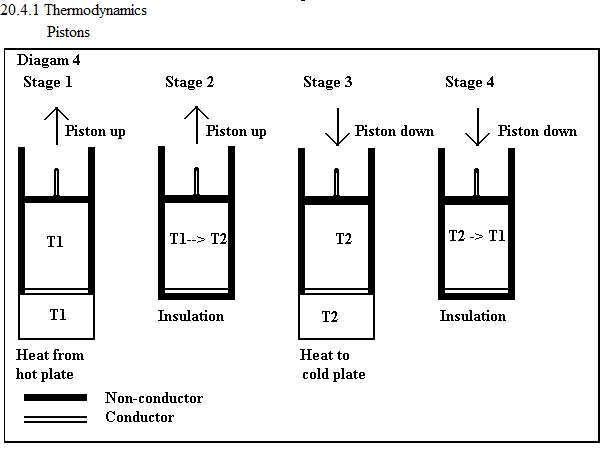 20.4.1 Thermodynamics
Pistons
Diagam 4
Stage 1 Stage 2 Stage 3 Stage 4
Piston up Piston up Piston down Piston down
T1 T1--> T2 T2 T2 -> T1
T1 T2
Insulation Insulation
Heat from Heat to
hot plate cold plate
Non-conductor
Conductor